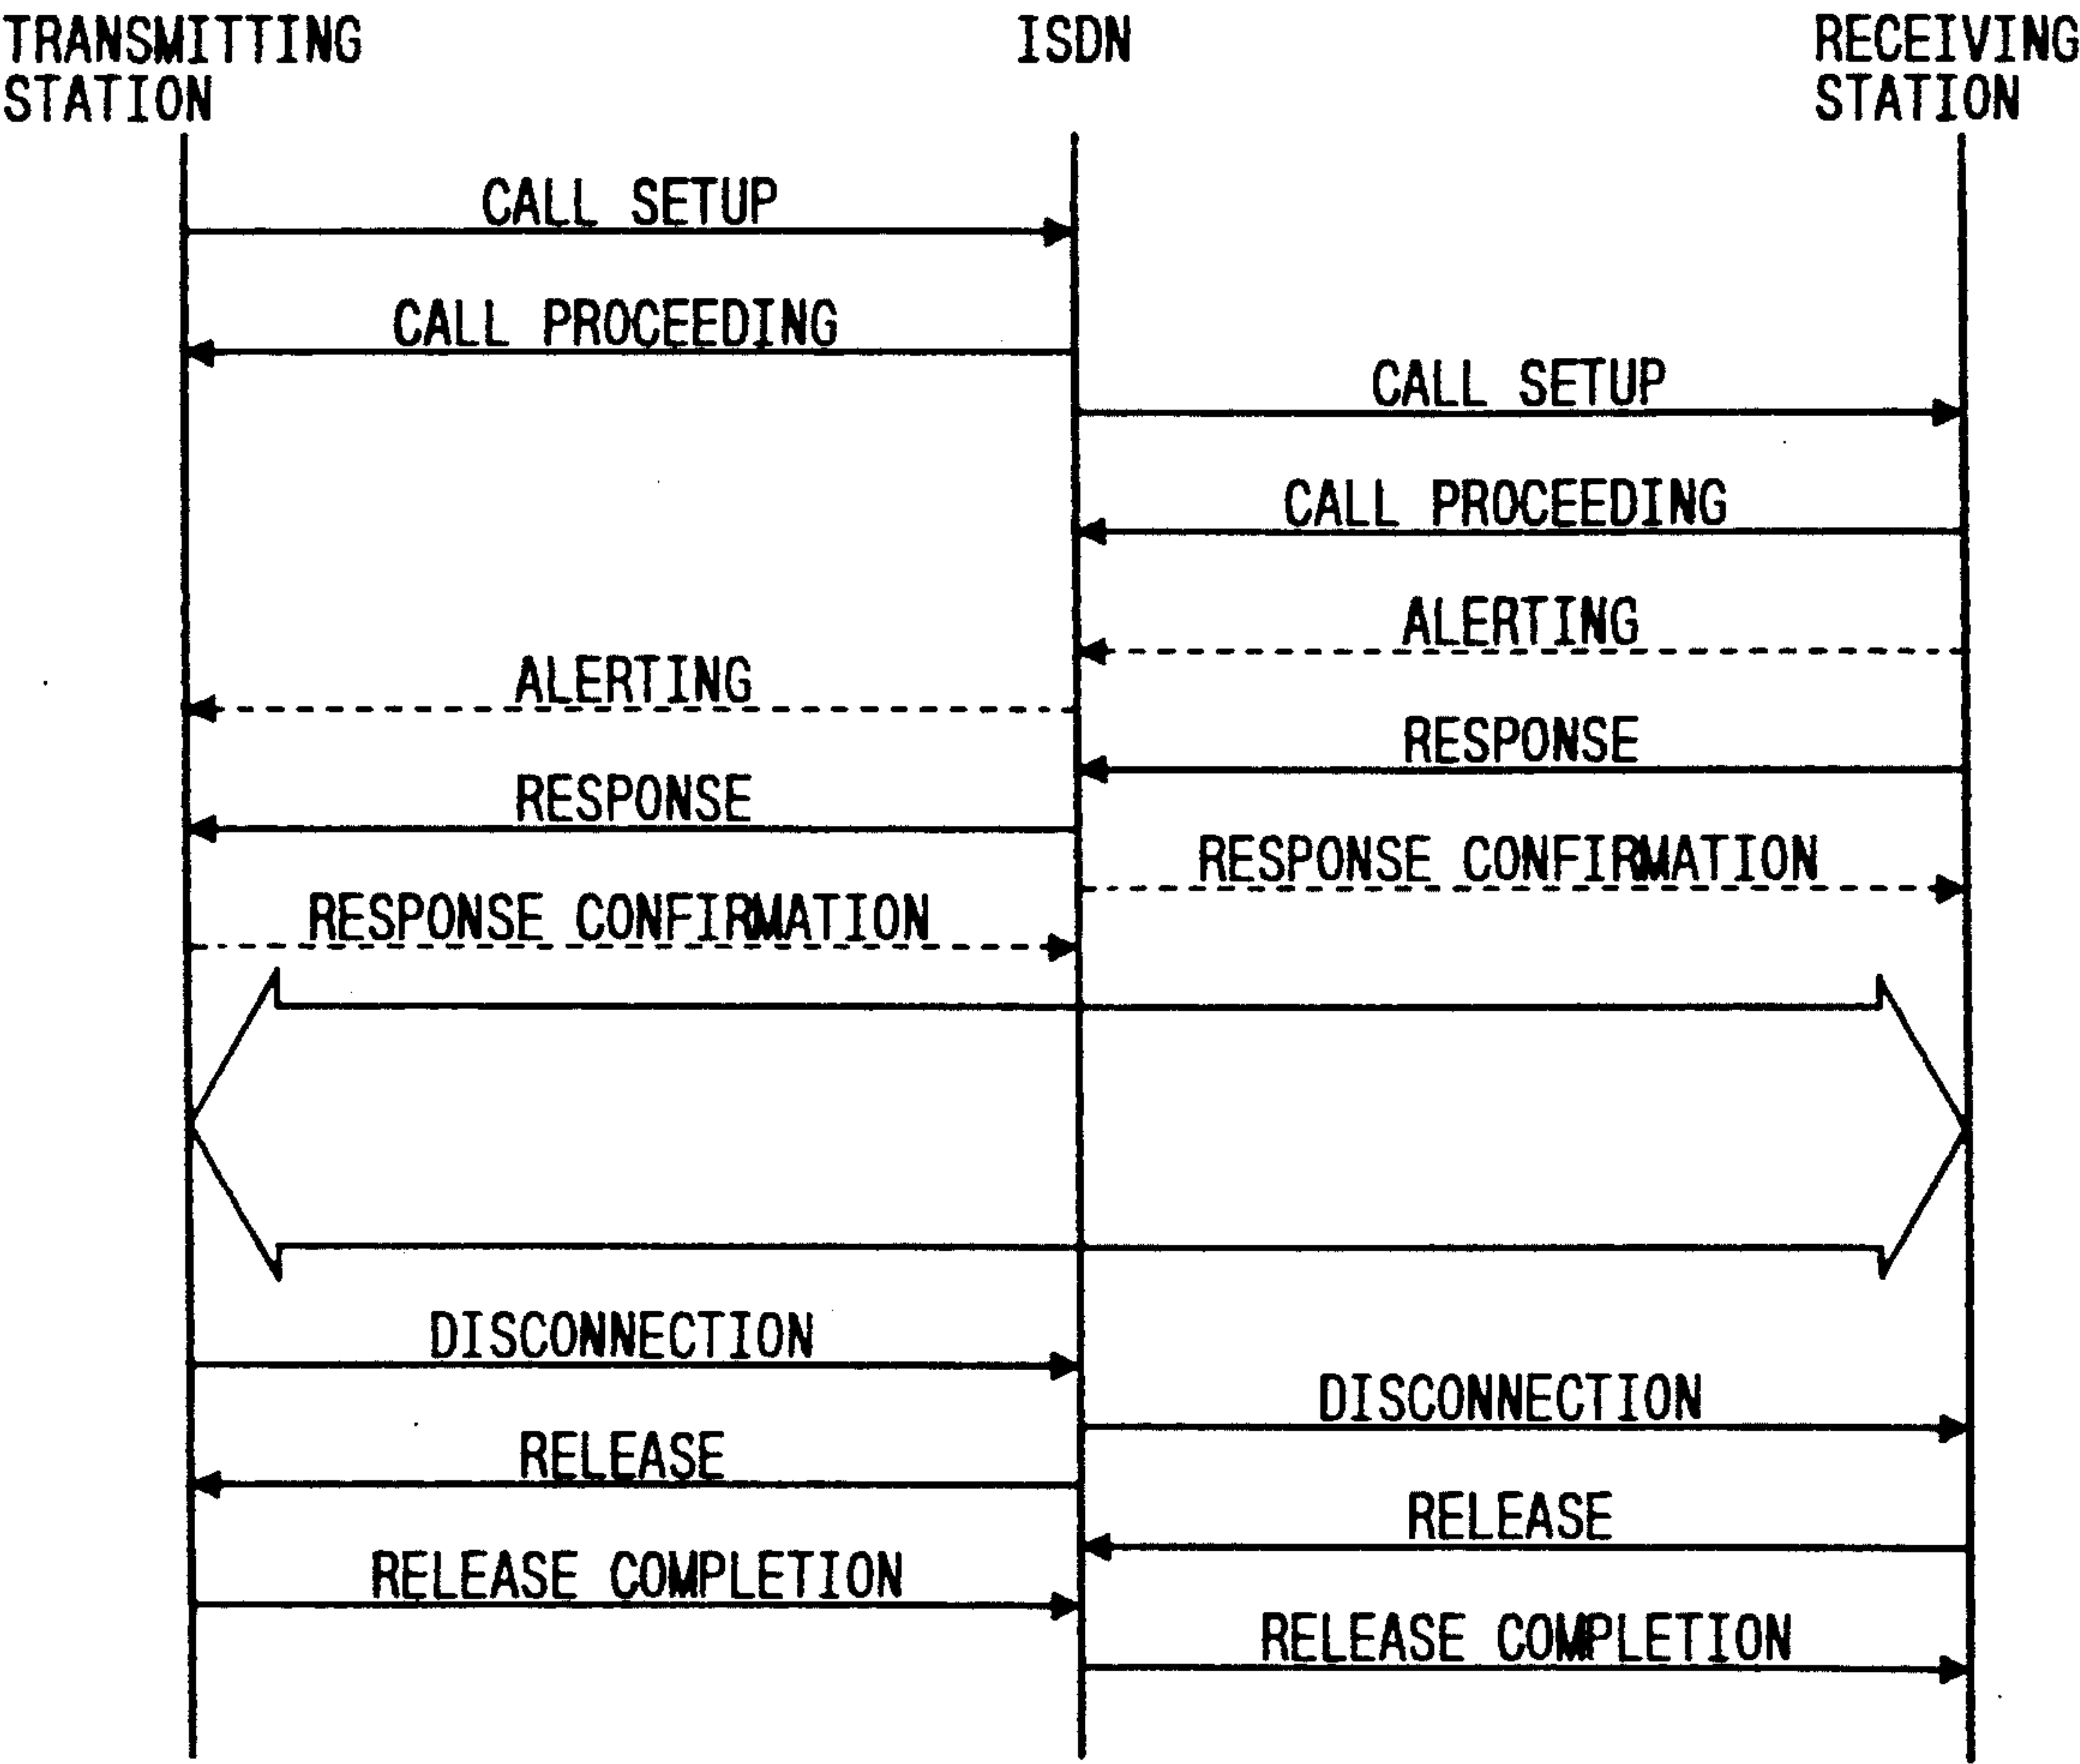 TRANSMITTING
STATION
ISDN
RECEIVING
STATION
CALL SETUP
CALL PROCEEDING
CALL SETUP
CALL PROCEEDING
ALERTING
ALERTING
RESPONSE
RESPONSE
RESPONSE CONFIRMATION
RESPONSE CONFIRMATION
DISCONNECTION
DISCONNECTION
RELEASE
RELEASE
RELEASE COMPLETION
RELEASE COMPLETION